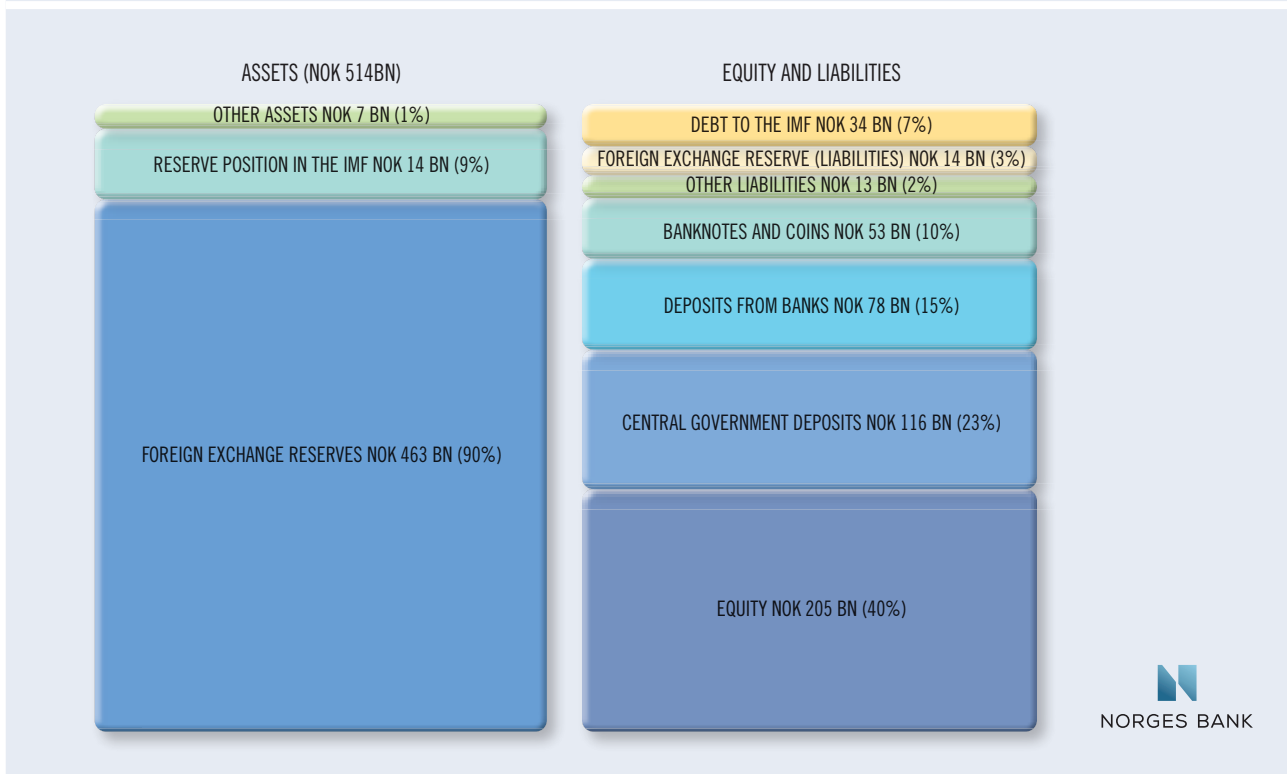 ASSETS (NOK 514BN)
OTHER ASSETS NOK 7 BN (1%)
RESERVE POSITION IN THE IMF NOK 14 BN (9%)
FOREIGN EXCHANGE RESERVES NOK 463 BN (90%)
EQUITY AND LIABILITIES
DEBT TO THE IMF NOK 34 BN (7%)
FOREIGN EXCHANGE RESERVE (LIABILITIES) NOK 14 BN (3%)
OTHER LIABILITIES NOK 13 BN (2%)
BANKNOTES AND COINS NOK 53 BN (10%)
DEPOSITS FROM BANKS NOK 78 BN (15%)
CENTRAL GOVERNMENT DEPOSITS NOK 116 BN (23%)
EQUITY NOK 205 BN (40%)
NORGES BANK